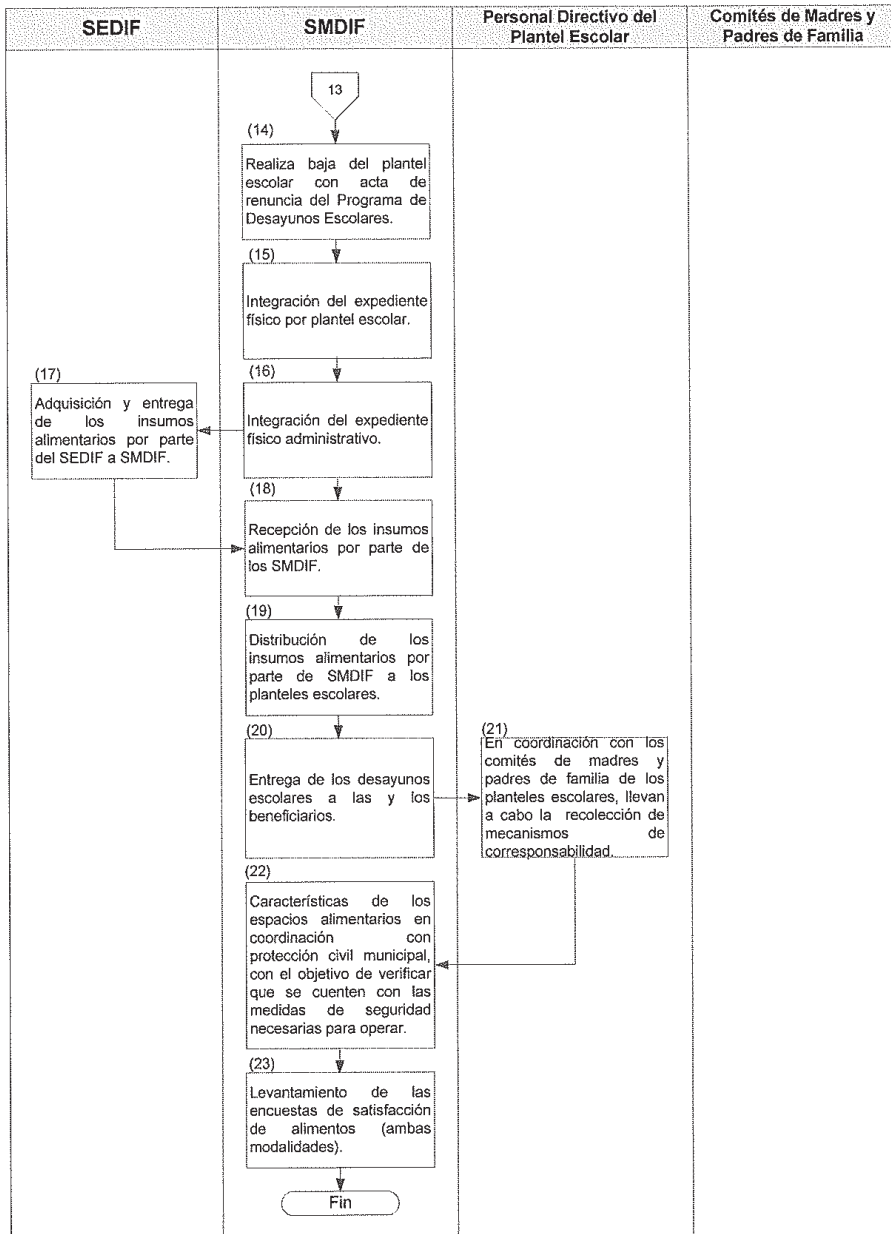 SEDIF
SMDIF
Personal Directivo del
Plantel Escolar
Comités de Madres y
Padres de Familia
13
(14)
Realiza baja del plantel
escolar con acta de
renuncia del Programa de
Desayunos Escolares.
(15)
Integración del expediente
físico por plantel escolar.
(16)
Integración del expediente
físico administrativo.
(17)
Adquisición y entrega
de los insumos
alimentarios por parte
del SEDIF a SMDIF.
(18)
Recepción de los insumos
alimentarios por parte de
los SMDIF.
(19)
Distribución de los
insumos alimentarios por
parte de SMDIF a los
planteles escolares.
(20)
Entrega de los desayunos
escolares a las y los
beneficiarios.
(21)
En coordinación con los
comités de madres y
padres de familia de los
planteles escolares, llevan
a cabo la recolección de
mecanismos de
corresponsabilidad.
(22)
Características de los
espacios alimentarios en
coordinación con
protección civil municipal,
con el objetivo de verificar
que se cuenten con las
medidas de seguridad
necesarias para operar.
(23)
Levantamiento de las
encuestas de satisfacción
de alimentos (ambas
modalidades).
Fin